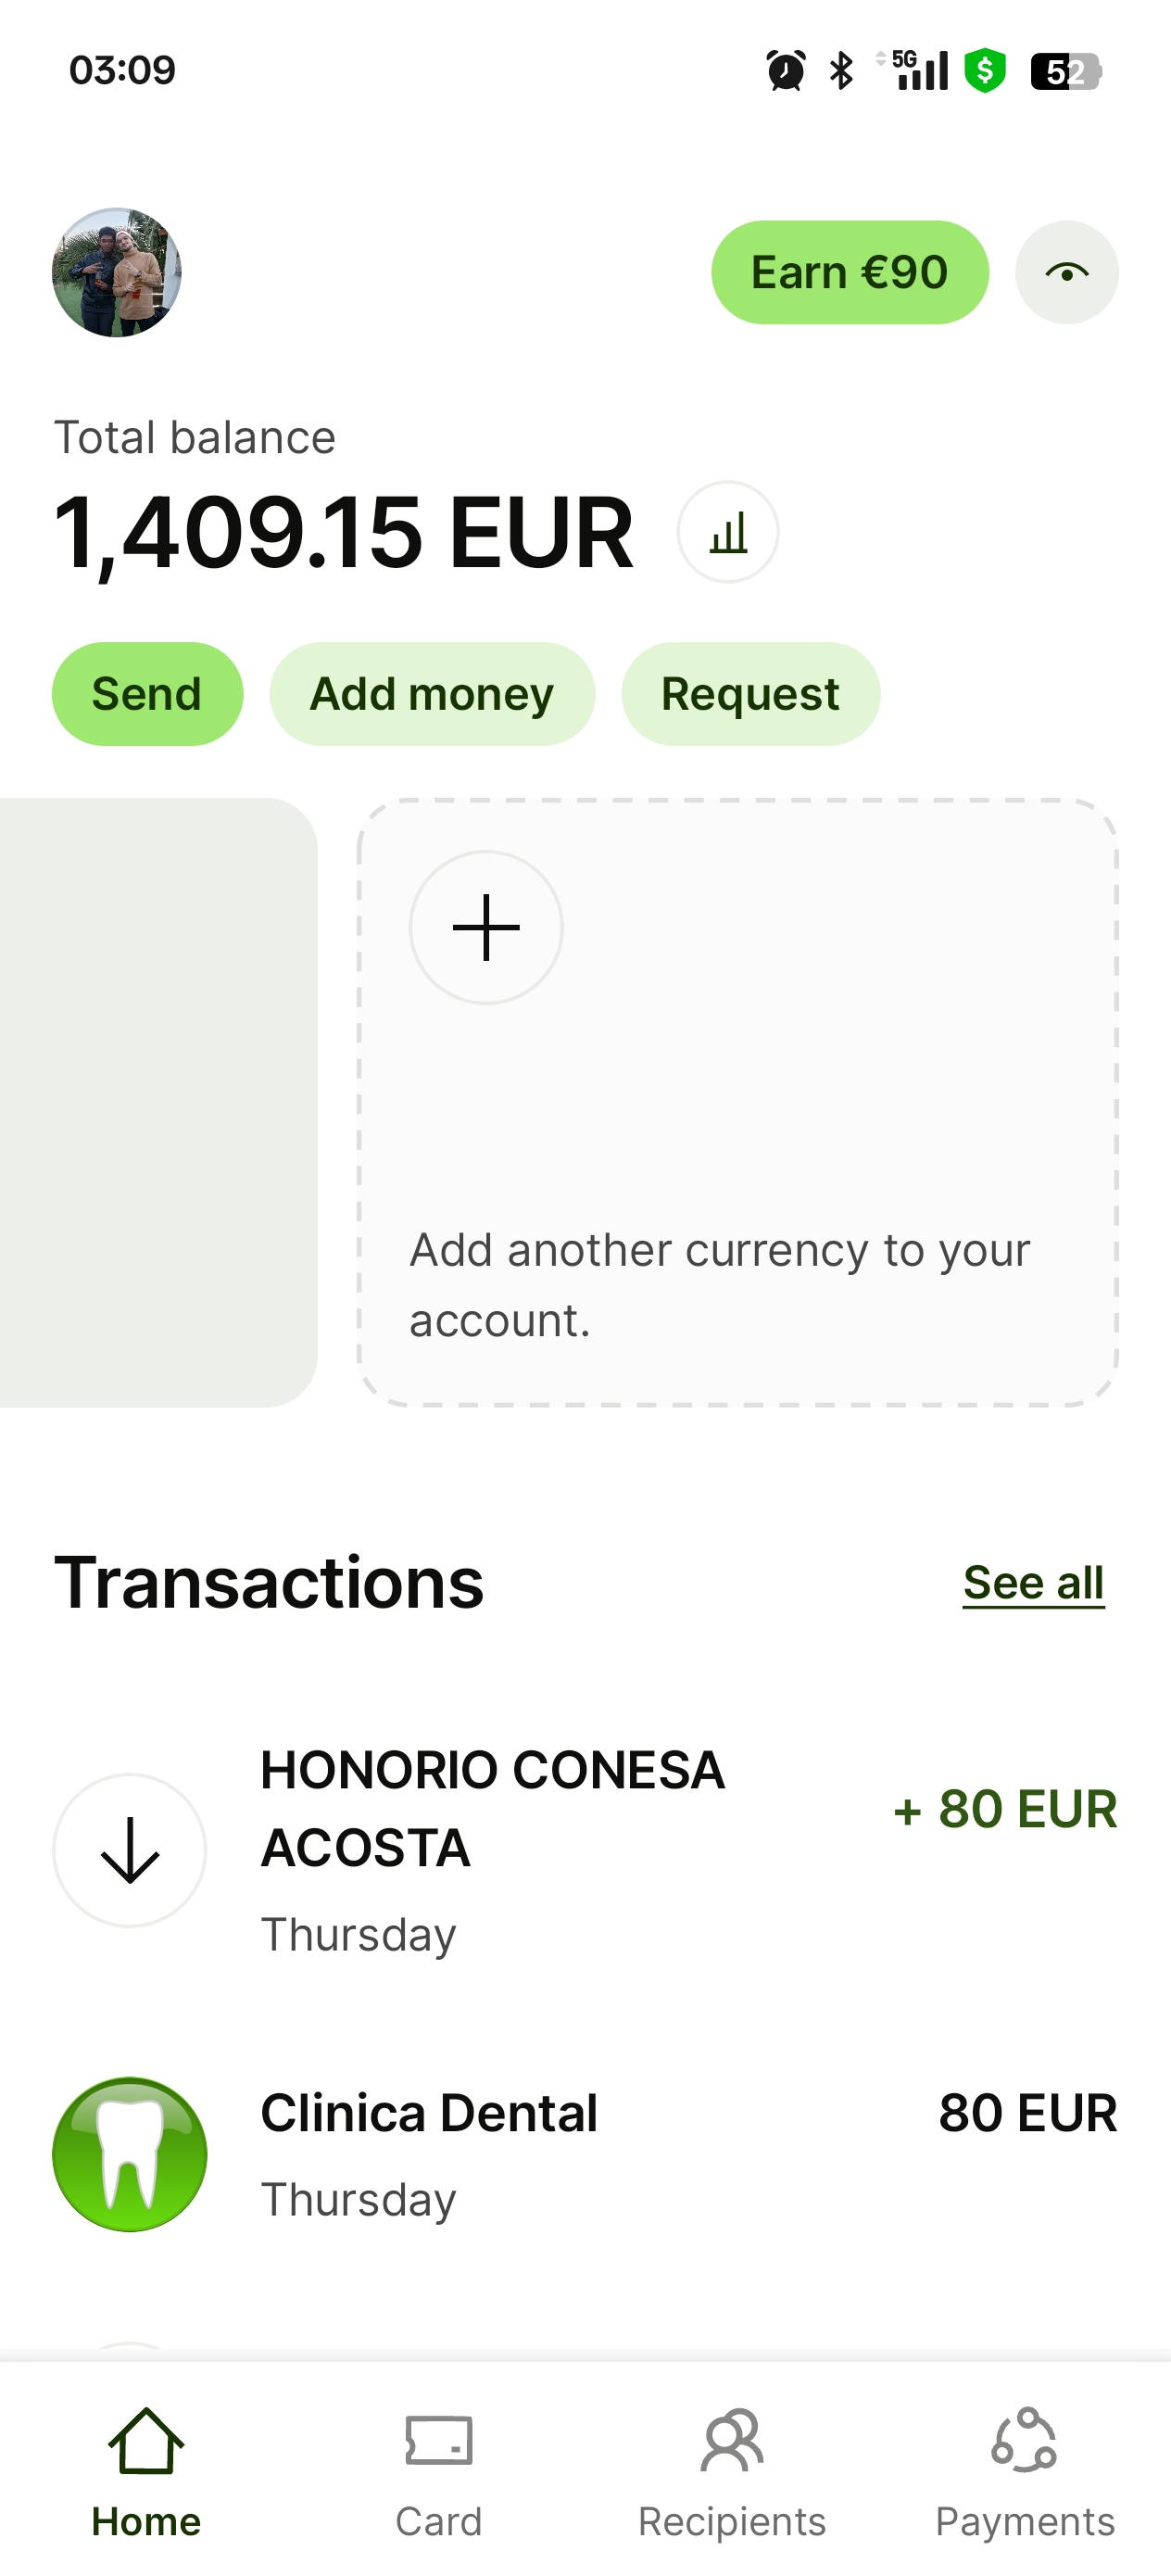 03:09
5G
52
Earn €90
Total balance
1,409.15 EUR
Send
Add money
Request
Add another currency to your
account.
Transactions
See all
HONORIO CONESA
ACOSTA
+ 80 EUR
Thursday
Clinica Dental
80 EUR
Thursday
Home
Card
Recipients
Payments